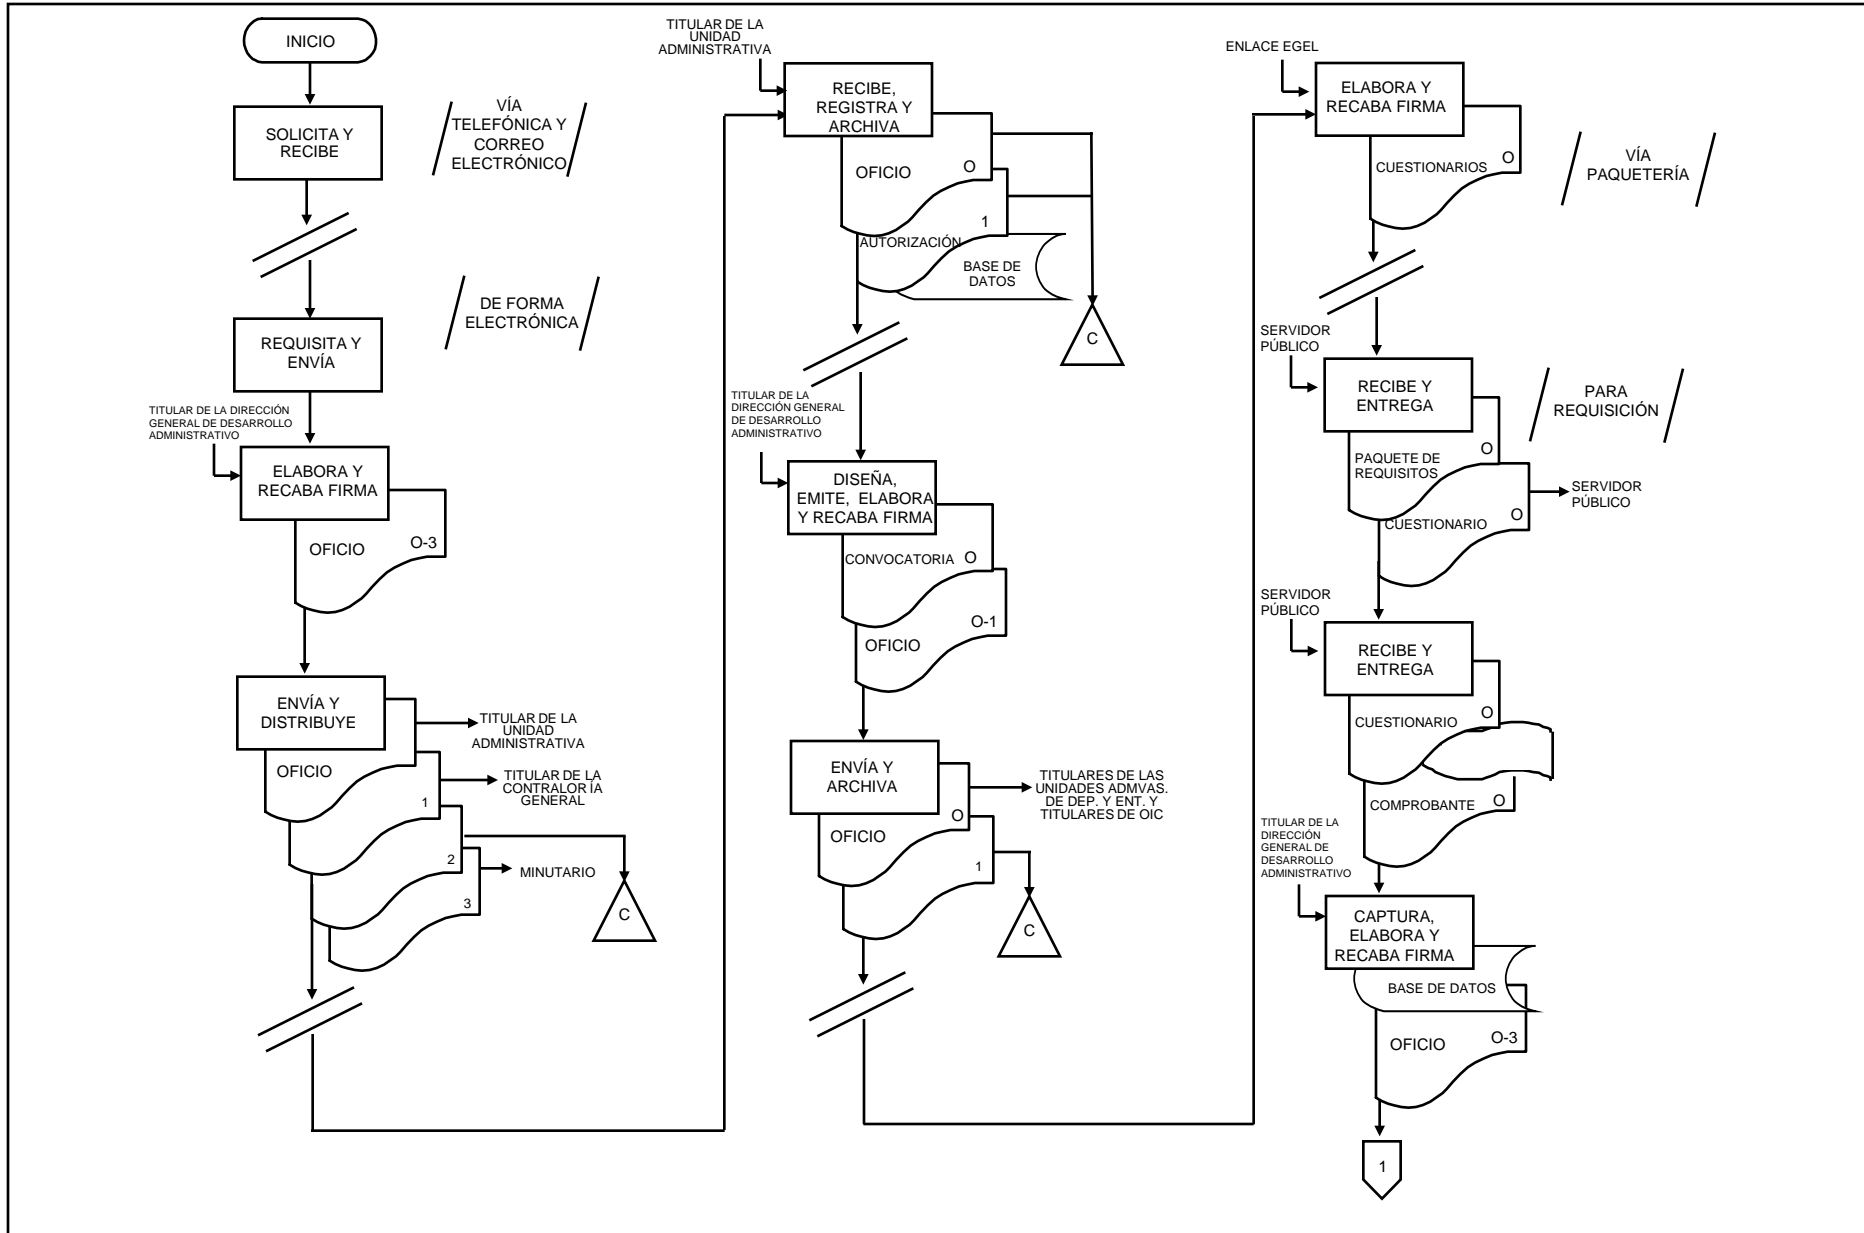 INICIO
SOLICITA Y
RECIBE
VÍA
TELEFÓNICA Y
CORREO
ELECTRÓNICO
REQUISITA Y
ENVÍA
DE FORMA
ELECTRÓNICA
TITULAR DE LA DIRECCIÓN
GENERAL DE DESARROLLO
ADMINISTRATIVO
ELABORA Y
RECABA FIRMA
OFICIO
O-3
ENVÍA Y
DISTRIBUYE
OFICIO
TITULAR DE LA
UNIDAD
ADMINISTRATIVA
1
TITULAR DE LA
CONTRALOR ÍA
GENERAL
2
C
3
MINUTARIO
TITULAR DE LA
UNIDAD
ADMINISTRATIVA
RECIBE,
REGISTRA Y
ARCHIVA
OFICIO
O
1
AUTORIZACIÓN
BASE DE
DATOS
C
TITULAR DE LA
DIRECCIÓN GENERAL
DE DESARROLLO
ADMINISTRATIVO
DISEÑA,
EMITE, ELABORA
Y RECABA FIRMA
CONVOCATORIA
O
O-1
OFICIO
ENVÍA Y
ARCHIVA
TITULARES DE LAS
UNIDADES ADMVAS.
DE DEP. Y ENT. Y
TITULARES DE OIC
OFICIO
O
1
C
ENLACE EGEL
ELABORA Y
RECABA FIRMA
CUESTIONARIOS
O
VÍA
PAQUETERÍA
SERVIDOR
PÚBLICO
RECIBE Y
ENTREGA
PARA
REQUISICIÓN
PAQUETE DE
REQUISITOS
O
SERVIDOR
PÚBLICO
CUESTIONARIO
O
SERVIDOR
PÚBLICO
RECIBE Y
ENTREGA
CUESTIONARIO
O
COMPROBANTE
O
TITULAR DE LA
DIRECCIÓN
GENERAL DE
DESARROLLO
ADMINISTRATIVO
CAPTURA,
ELABORA Y
RECABA FIRMA
BASE DE DATOS
OFICIO
O-3
1